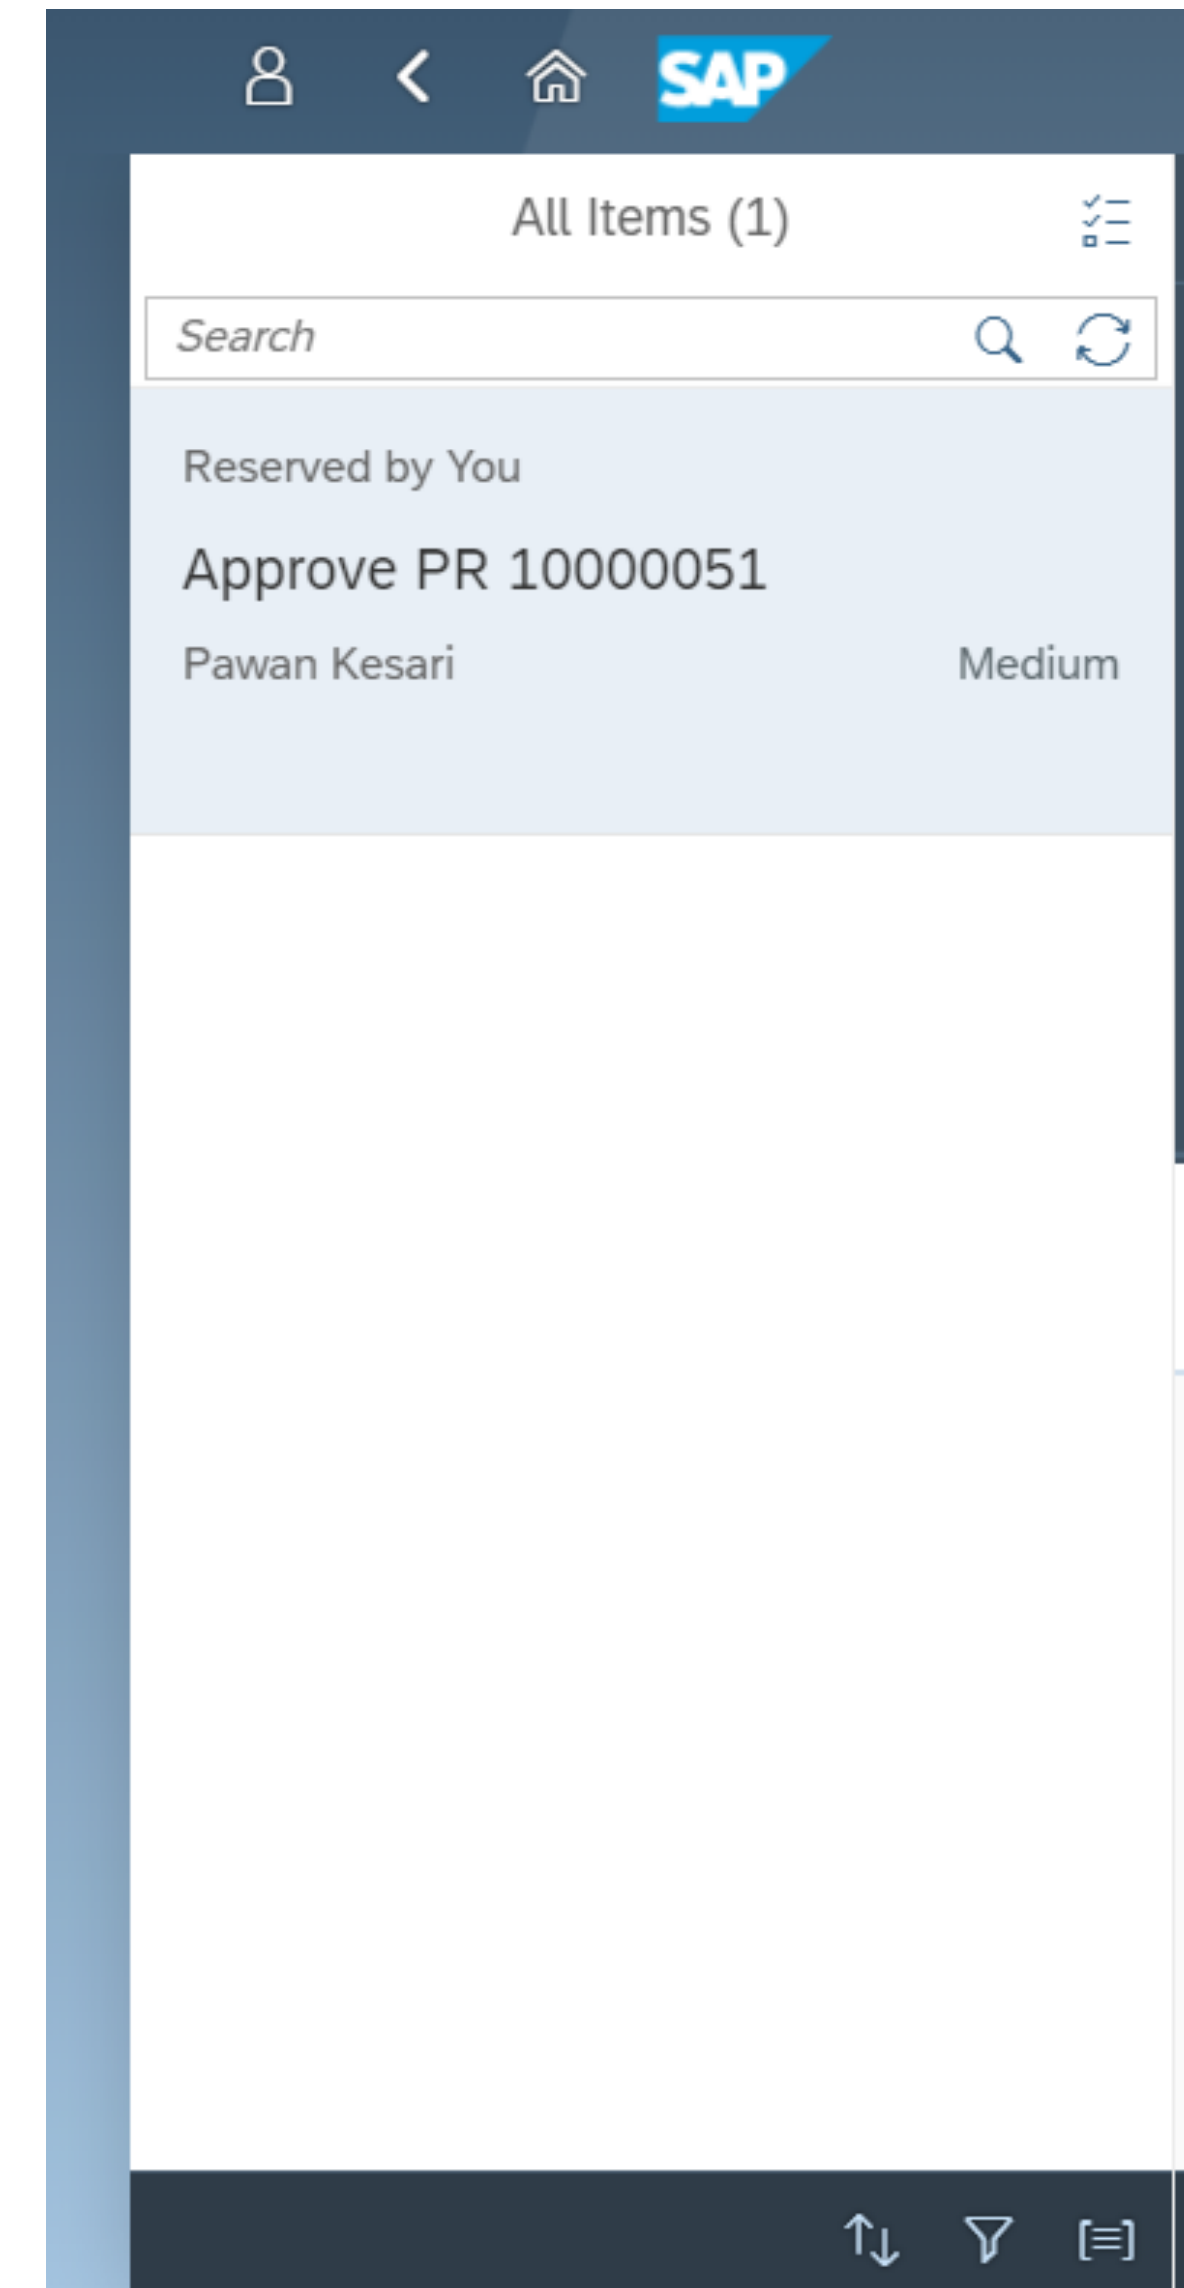 SAP
All Items (1)
Search
Reserved by You
Approve PR 10000051
Pawan Kesari Medium